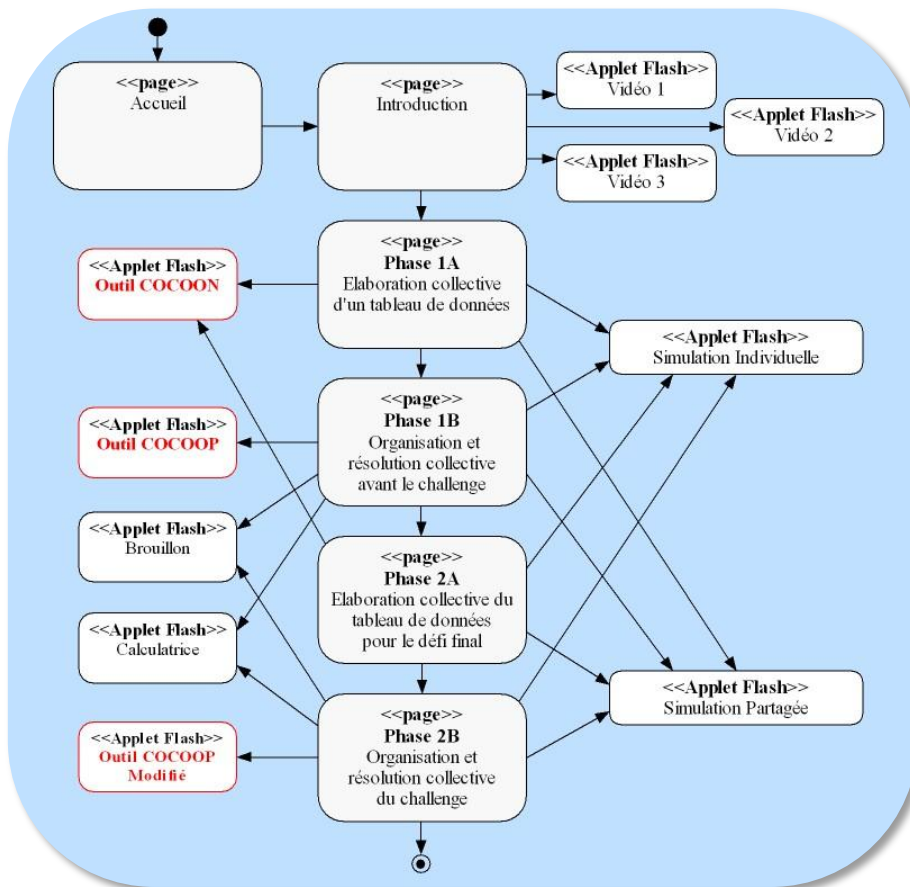 <<page>>
Accueil
<<page>>
Introduction
<<Applet Flash>>
Vidéo 1
<<Applet Flash>>
Vidéo 2
<<Applet Flash>>
Vidéo 3
<<page>>
Phase 1A
Elaboration collective
d'un tableau de données
<<Applet Flash>>
Outil COCOON
<<Applet Flash>>
Simulation Individuelle
<<page>>
Phase 1B
Organisation et
résolution collective
avant le challenge
<<Applet Flash>>
Outil COCOOP
<<Applet Flash>>
Brouillon
<<page>>
Phase 2A
Elaboration collective du
tableau de données
pour le défi final
<<Applet Flash>>
Calculatrice
<<Applet Flash>>
Simulation Partagée
<<page>>
Phase 2B
Organisation et
résolution collective
du challenge
<<Applet Flash>>
Outil COCOOP
Modifié